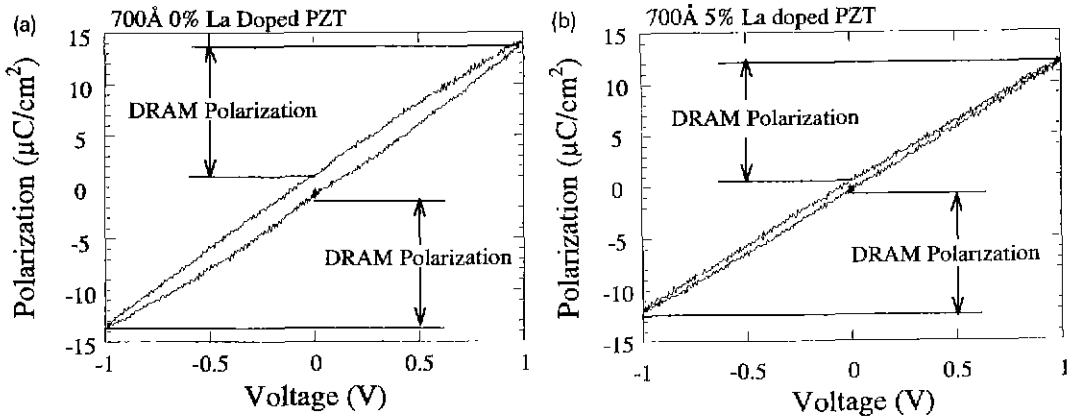 (a)
700Å 0% La Doped PZT
15
10
5
0
-5
-10
-15
-1
-0.5
0
0.5
1
Polarization (μC/cm²)
Voltage (V)
DRAM Polarization
DRAM Polarization
(b)
700Å 5% La doped PZT
15
10
5
0
-5
-10
-15
-1
-0.5
0
0.5
1
Polarization (μC/cm²)
Voltage (V)
DRAM Polarization
DRAM Polarization